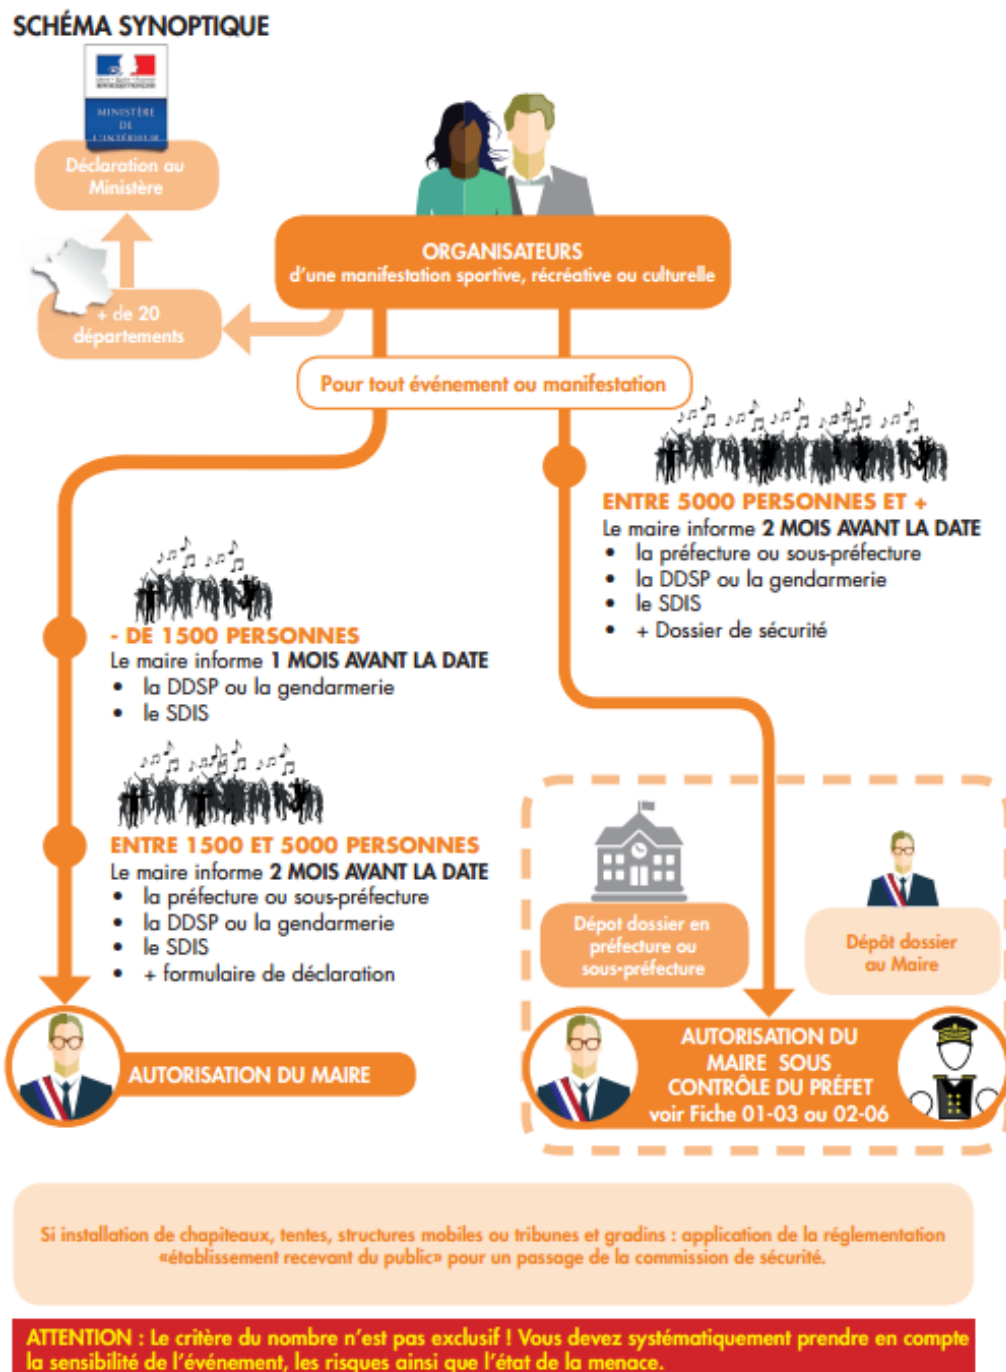 SCHÉMA SYNOPTIQUE
MINISTÈRE
DE
L'INTÉRIEUR
Déclaration au
Ministère
+ de 20
départements
ORGANISATEURS
d'une manifestation sportive, récréative ou culturelle
Pour tout événement ou manifestation
ENTRE 5000 PERSONNES ET +
Le maire informe 2 MOIS AVANT LA DATE
• la préfecture ou sous-préfecture
• la DDSP ou la gendarmerie
• le SDIS
• + Dossier de sécurité
- DE 1500 PERSONNES
Le maire informe 1 MOIS AVANT LA DATE
• la DDSP ou la gendarmerie
• le SDIS
ENTRE 1500 ET 5000 PERSONNES
Le maire informe 2 MOIS AVANT LA DATE
• la préfecture ou sous-préfecture
• la DDSP ou la gendarmerie
• le SDIS
• + formulaire de déclaration
AUTORISATION DU MAIRE
Dépot dossier en
préfecture ou
sous-préfecture
Dépôt dossier
au Maire
AUTORISATION DU
MAIRE SOUS
CONTRÔLE DU PRÉFET
voir Fiche 01-03 ou 02-06
Si installation de chapiteaux, tentes, structures mobiles ou tribunes et gradins : application de la réglementation
«établissement recevant du public» pour un passage de la commission de sécurité.
ATTENTION : Le critère du nombre n'est pas exclusif ! Vous devez systématiquement prendre en compte
la sensibilité de l'événement, les risques ainsi que l'état de la menace.